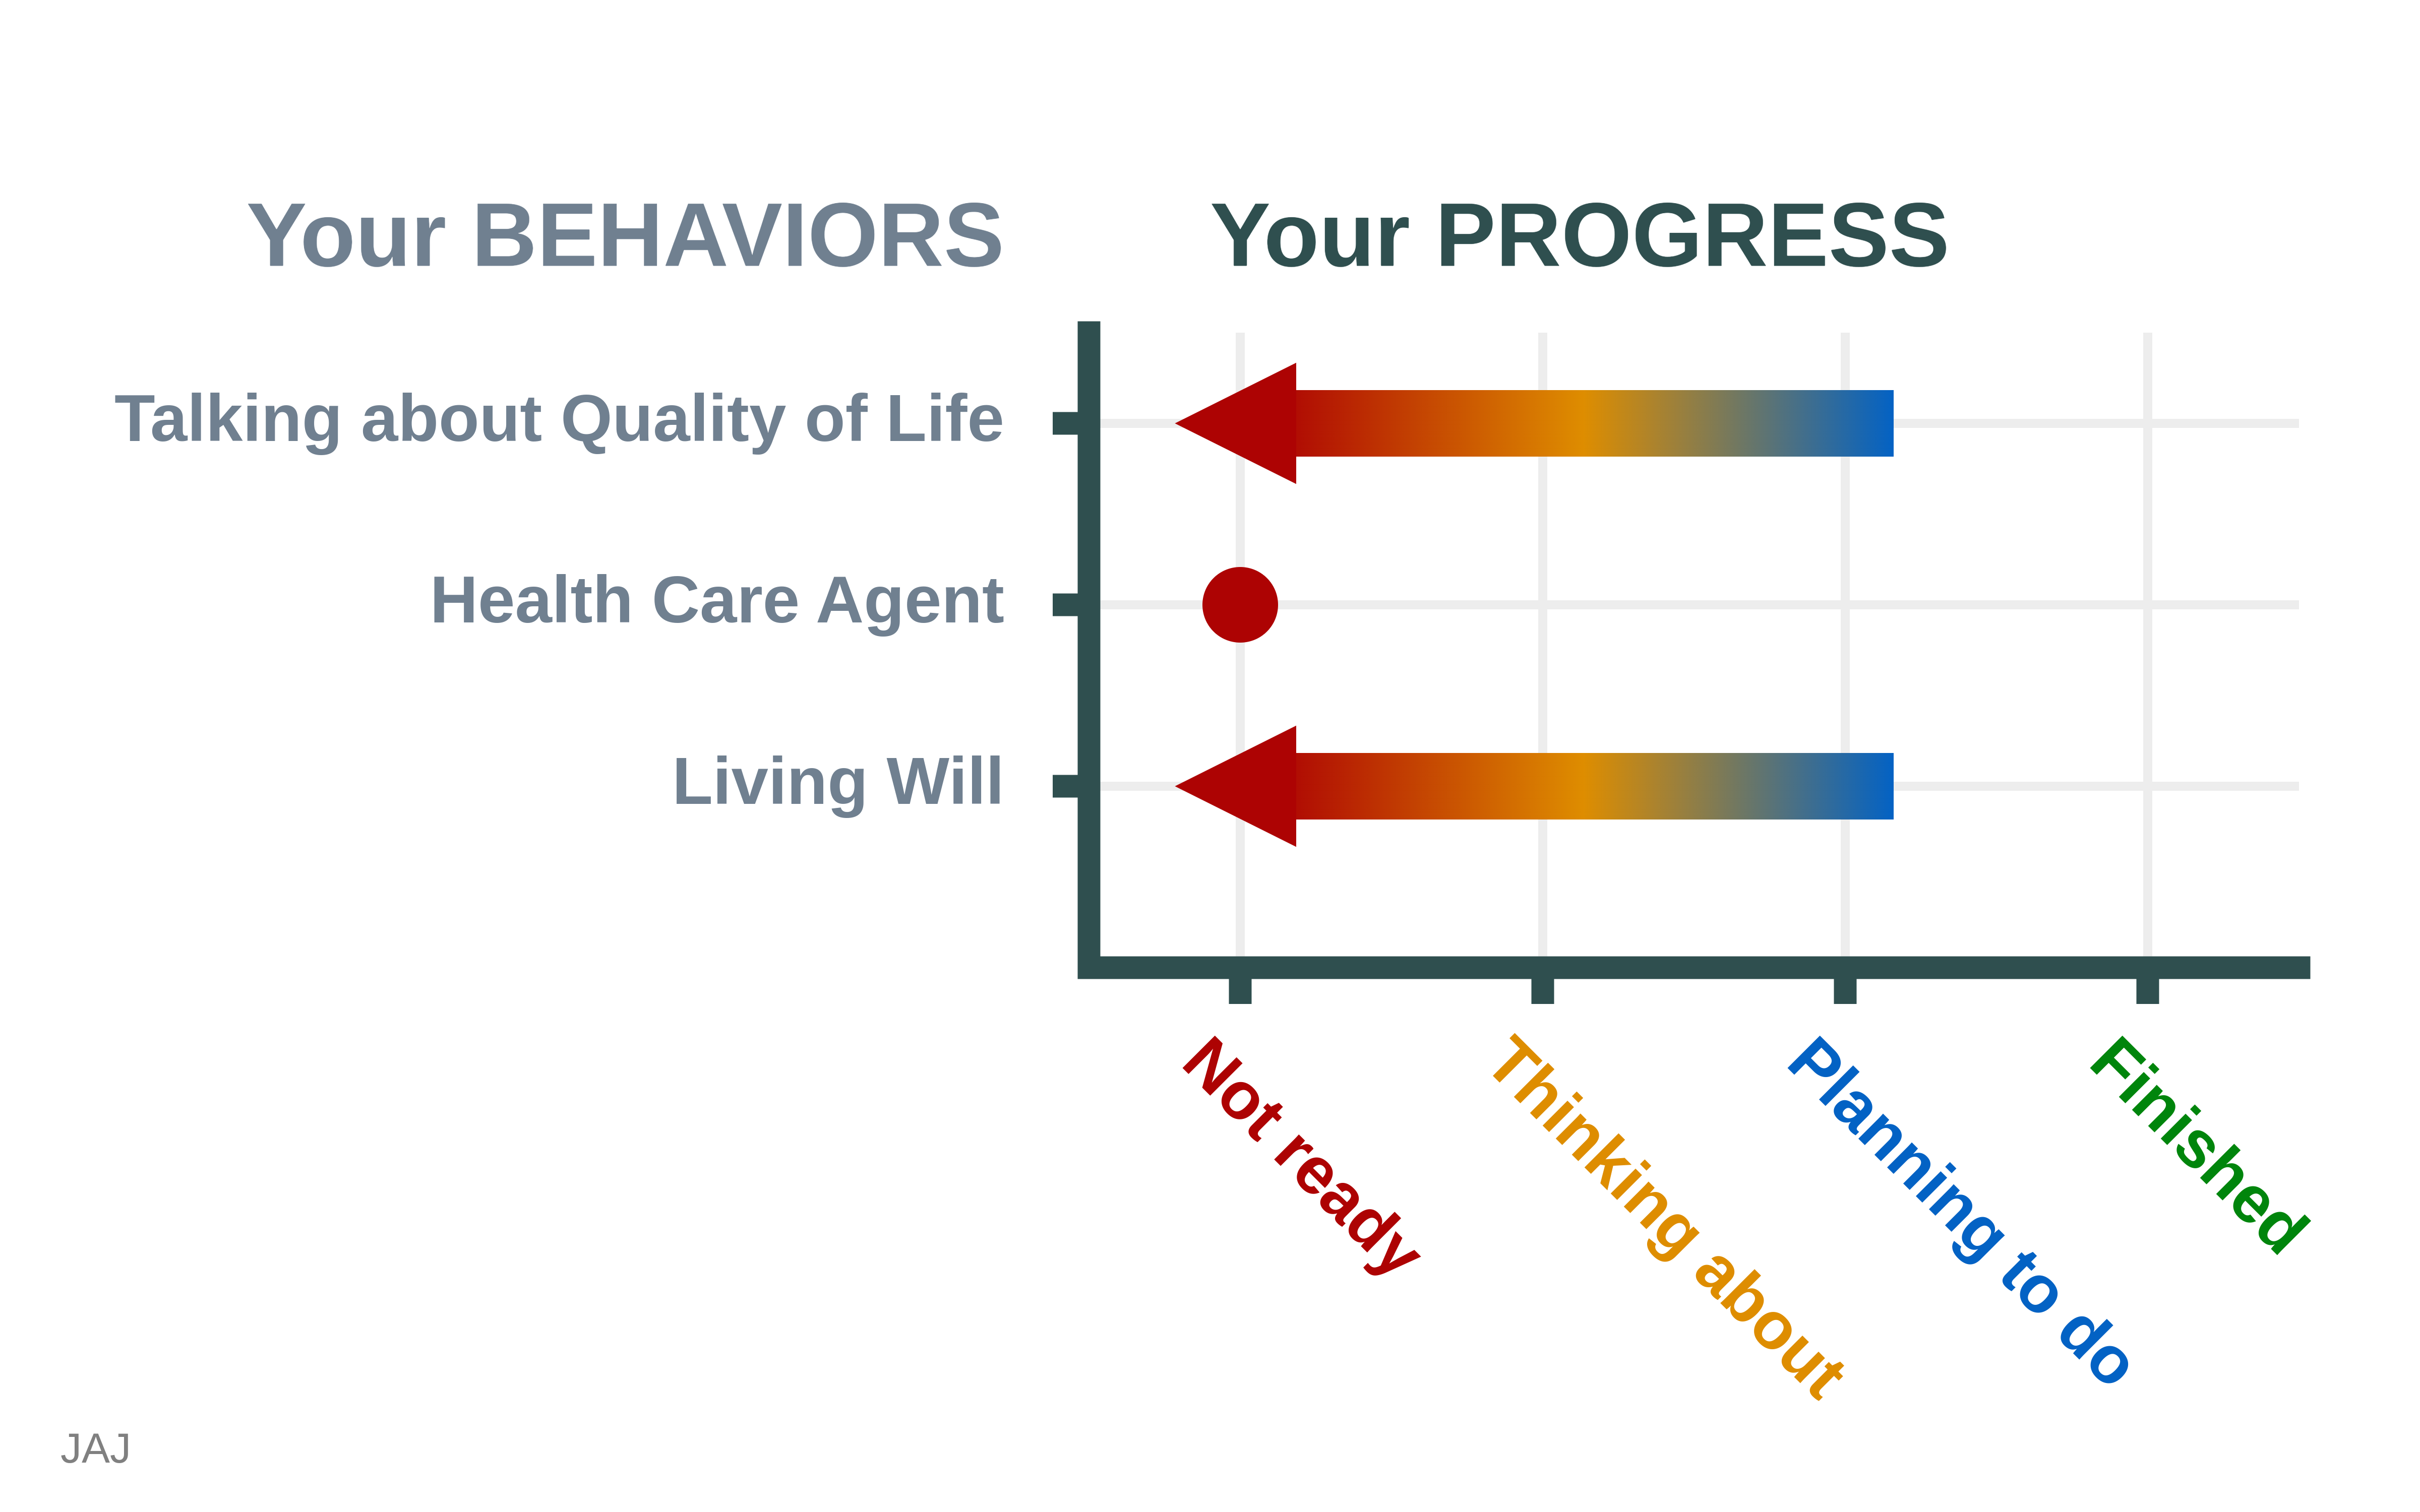 Your BEHAVIORS
Your PROGRESS
Talking about Quality of Life
Health Care Agent
Living Will
Not ready
Thinking about
Planning to do
Finished
JAJ